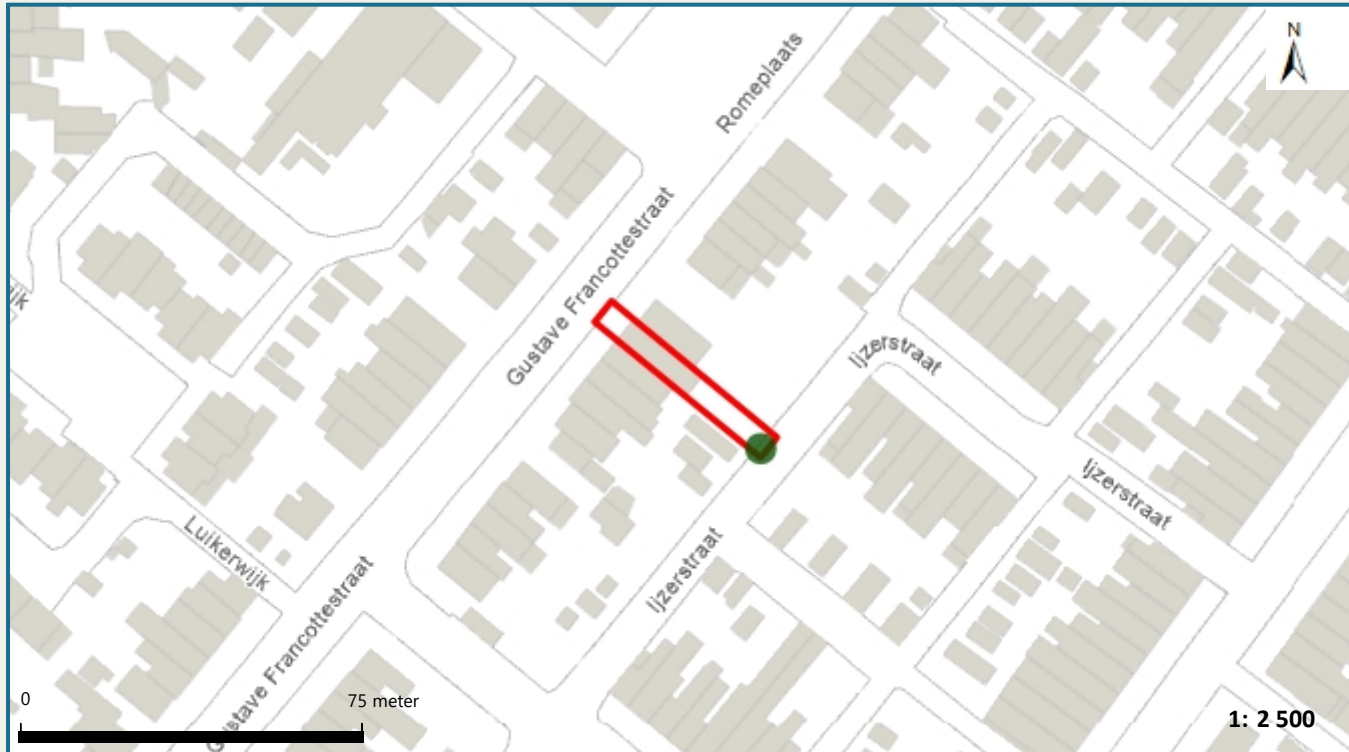 N
Romeplaats
Gustave Francottestraat
Ijzerstraat
Ijzerstraat
Ijzerstraat
Luikerwijk
Gustave Francottestraat
0
75 meter
1: 2 500